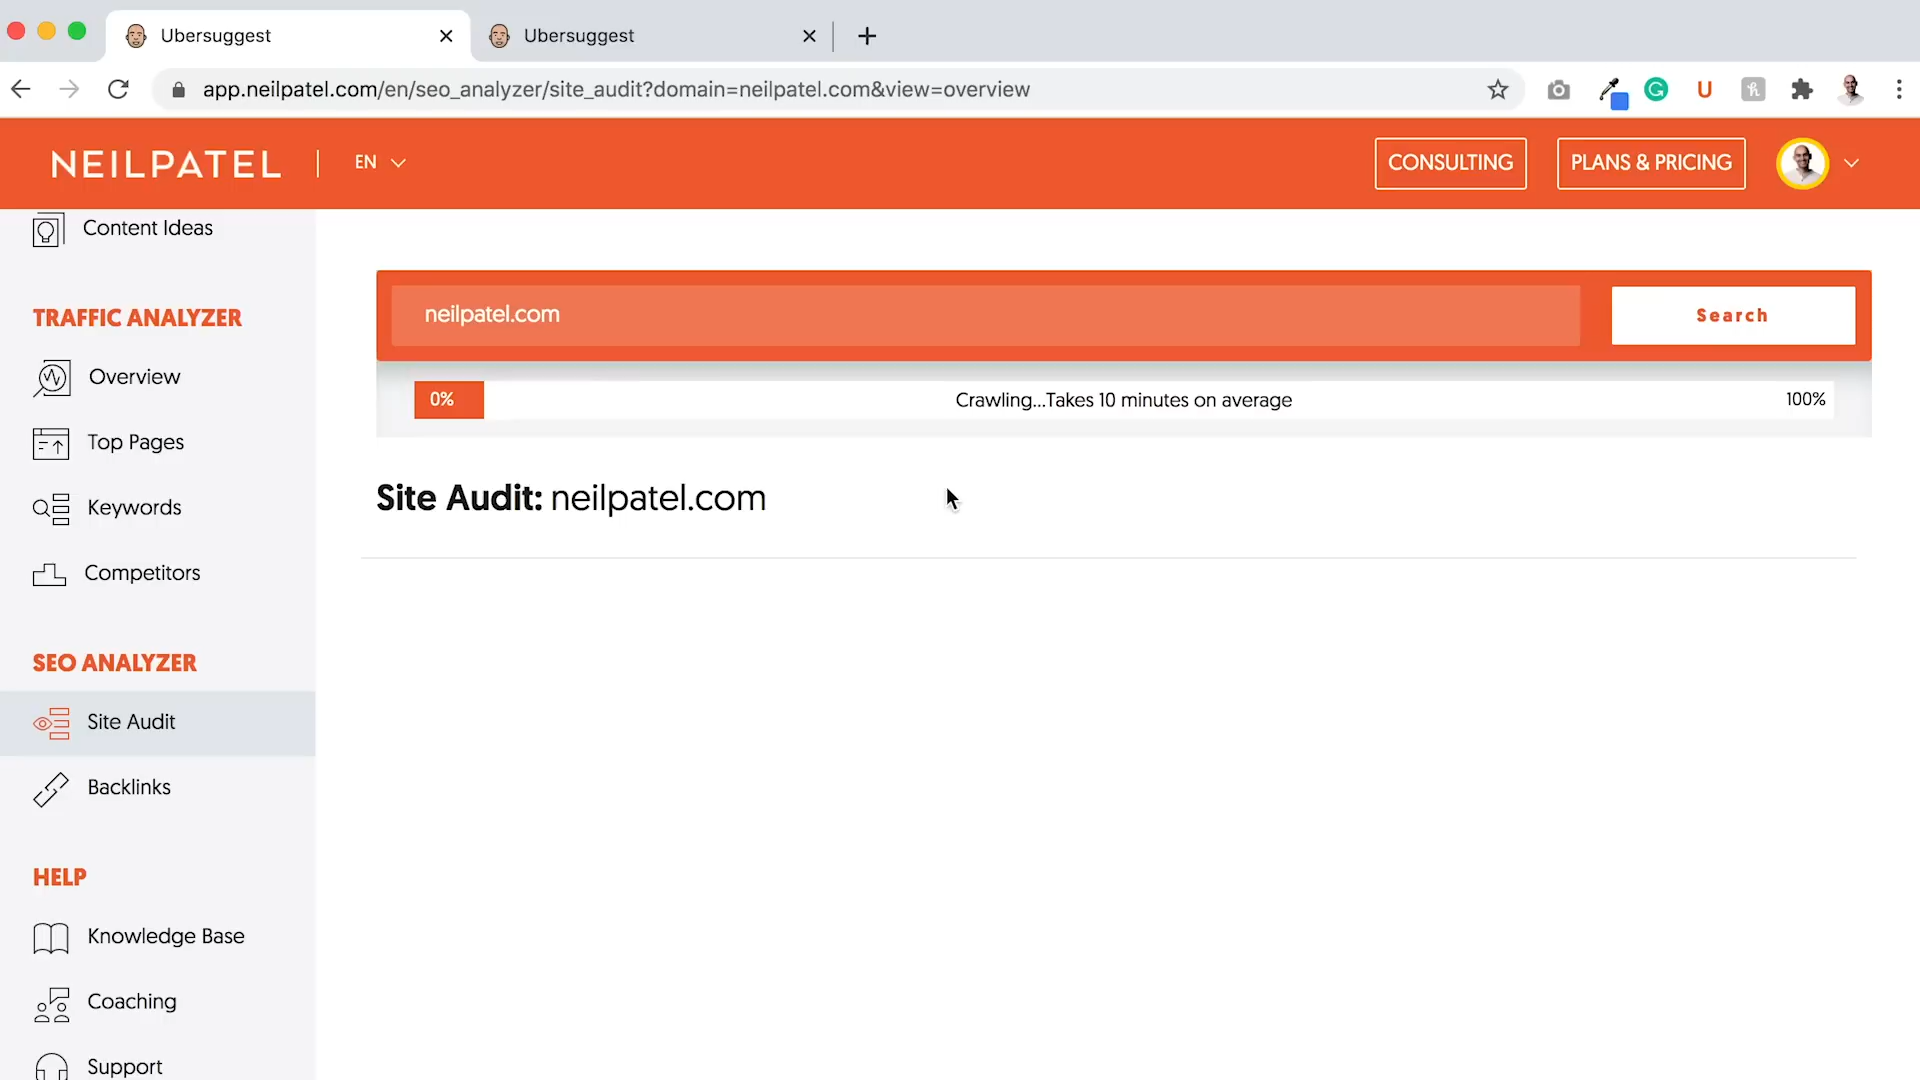 Ubersuggest
Ubersuggest
app.neilpatel.com/en/seo_analyzer/site_audit?domain=neilpatel.com&view=overview
NEILPATEL
EN
CONSULTING
PLANS & PRICING
Content Ideas
TRAFFIC ANALYZER
Overview
Top Pages
Keywords
Competitors
SEO ANALYZER
Site Audit
Backlinks
HELP
Knowledge Base
Coaching
Support
neilpatel.com
Search
0%
Crawling...Takes 10 minutes on average
100%
Site Audit: neilpatel.com